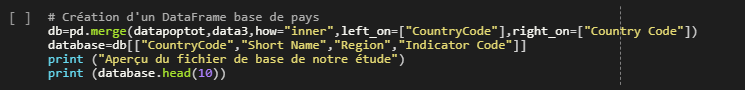 [ ] # Création d'un DataFrame base de pays
db=pd.merge(datapoptot,data3,how="inner",left_on=["CountryCode"],right_on=["Country Code"])
database=db[["CountryCode","Short Name","Region","Indicator Code"]]
print ("Aperçu du fichier de base de notre étude")
print (database.head(10))